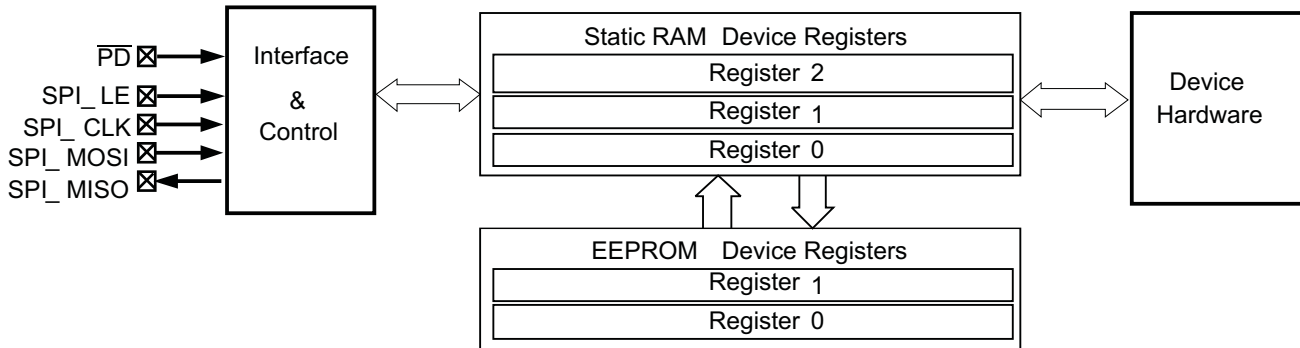 PD
SPI_ LE
SPI_ CLK
SPI_ MOSI
SPI_ MISO
Interface
&
Control
Static RAM Device Registers
Register 2
Register 1
Register 0
EEPROM Device Registers
Register 1
Register 0
Device
Hardware